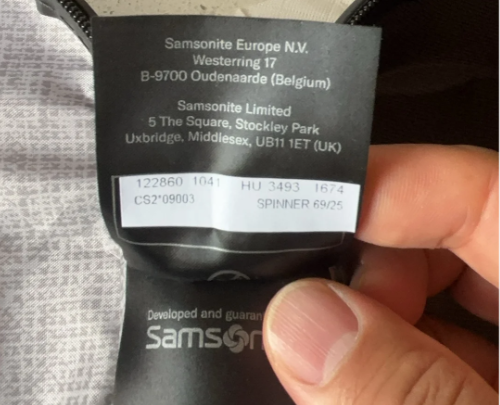 Samsonite Europe N.V.
Westerring 17
B-9700 Oudenaarde (Belgium)
Samsonite Limited
5 The Square, Stockley Park
Uxbridge, Middlesex, UB11 1ET (UK)
122860 1041 HU 3493 1674
CS2*09003 SPINNER 69/25
Developed and guaran
Sams